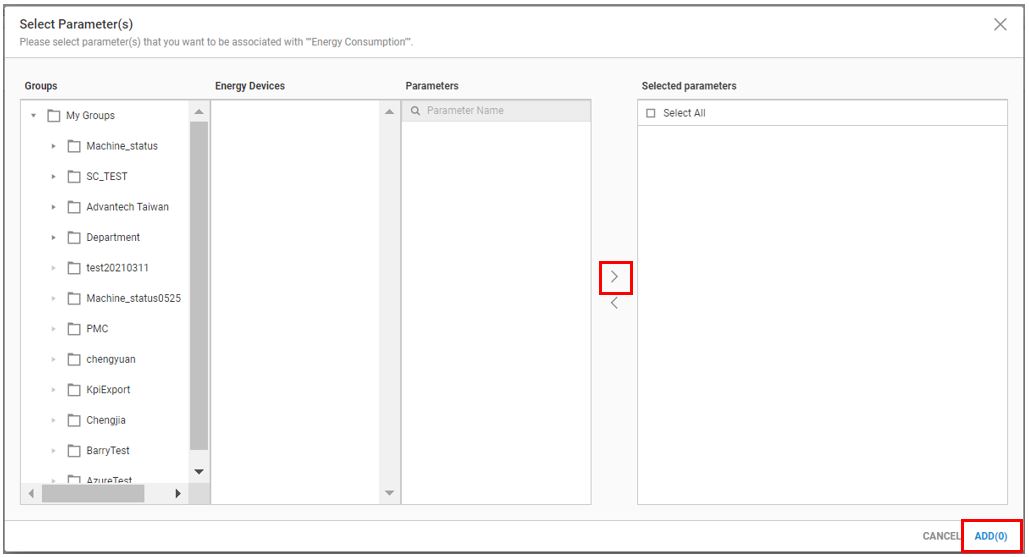 Select Parameter(s)
Please select parameter(s) that you want to be associated with '"Energy Consumption"'.
Groups
Energy Devices
Parameters
Selected parameters
My Groups
Machine_status
SC_TEST
Advantech Taiwan
Department
test20210311
Machine_status0525
PMC
chengyuan
KpiExport
Chengjia
BarryTest
AzureTest
Parameter Name
Select All
CANCEL
ADD(0)